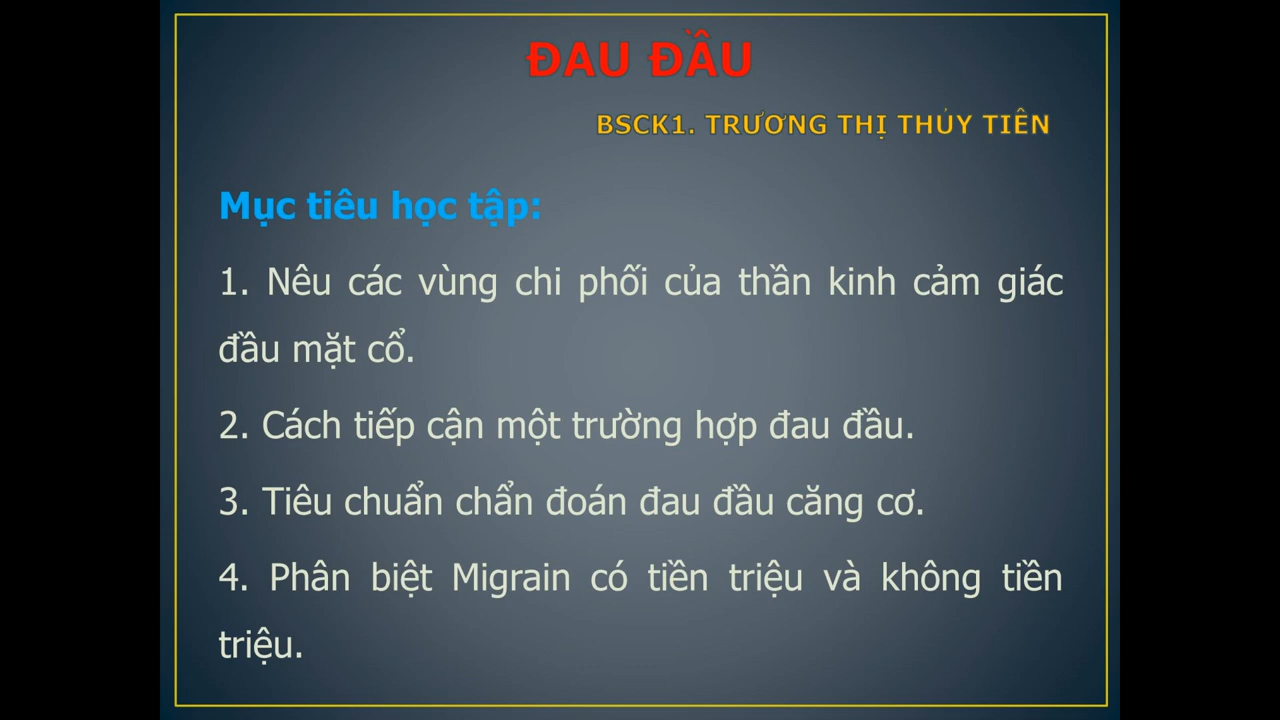 ĐAU ĐẦU
BSCK1. TRƯƠNG THỊ THỦY TIÊN
Mục tiêu học tập:
1. Nêu các vùng chi phối của thần kinh cảm giác
đầu mặt cổ.
2. Cách tiếp cận một trường hợp đau đầu.
3. Tiêu chuẩn chẩn đoán đau đầu căng cơ.
4. Phân biệt Migrain có tiền triệu và không tiền
triệu.